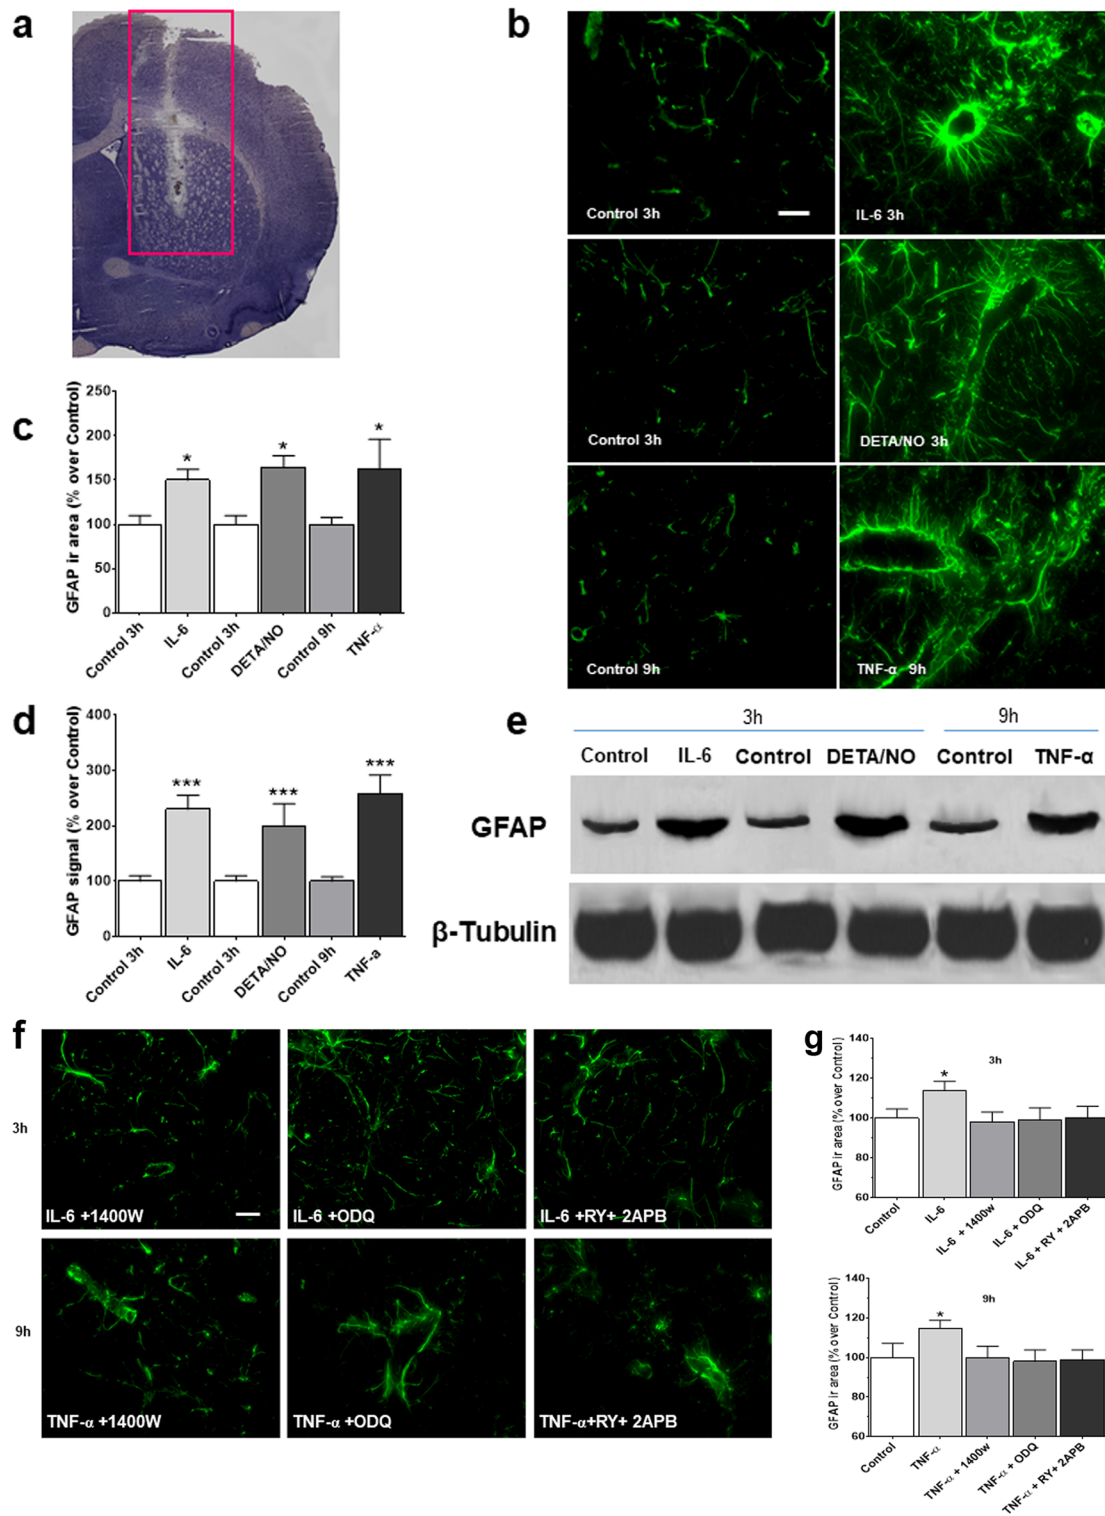 a
b
Control 3h
IL-6 3h
Control 3h
DETA/NO 3h
Control 9h
TNF-α 9h
c
GFAP ir area (% over Control)
250
200
150
100
50
0
*
*
*
Control 3h
IL-6
Control 3h
DETA/NO
Control 9h
TNF-α
d
GFAP signal (% over Control)
400
300
200
100
0
***
***
***
Control 3h
IL-6
Control 3h
DETA/NO
Control 9h
TNF-a
e
3h
9h
Control IL-6 Control DETA/NO Control TNF-α
GFAP
β-Tubulin
f
3h
IL-6 +1400W
IL-6 +ODQ
IL-6 +RY+ 2APB
9h
TNF-α +1400W
TNF-α +ODQ
TNF-α+RY+ 2APB
g
GFAP ir area (% over Control)
140
120
100
80
60
3h
*
Control
IL-6
IL-6 + 1400w
IL-6 + ODQ
IL-6 + RY + 2APB
GFAP ir area (% over Control)
140
120
100
80
60
9h
*
Control
TNF-α
TNF-α + 1400w
TNF-α + ODQ
TNF-α + RY+ 2APB